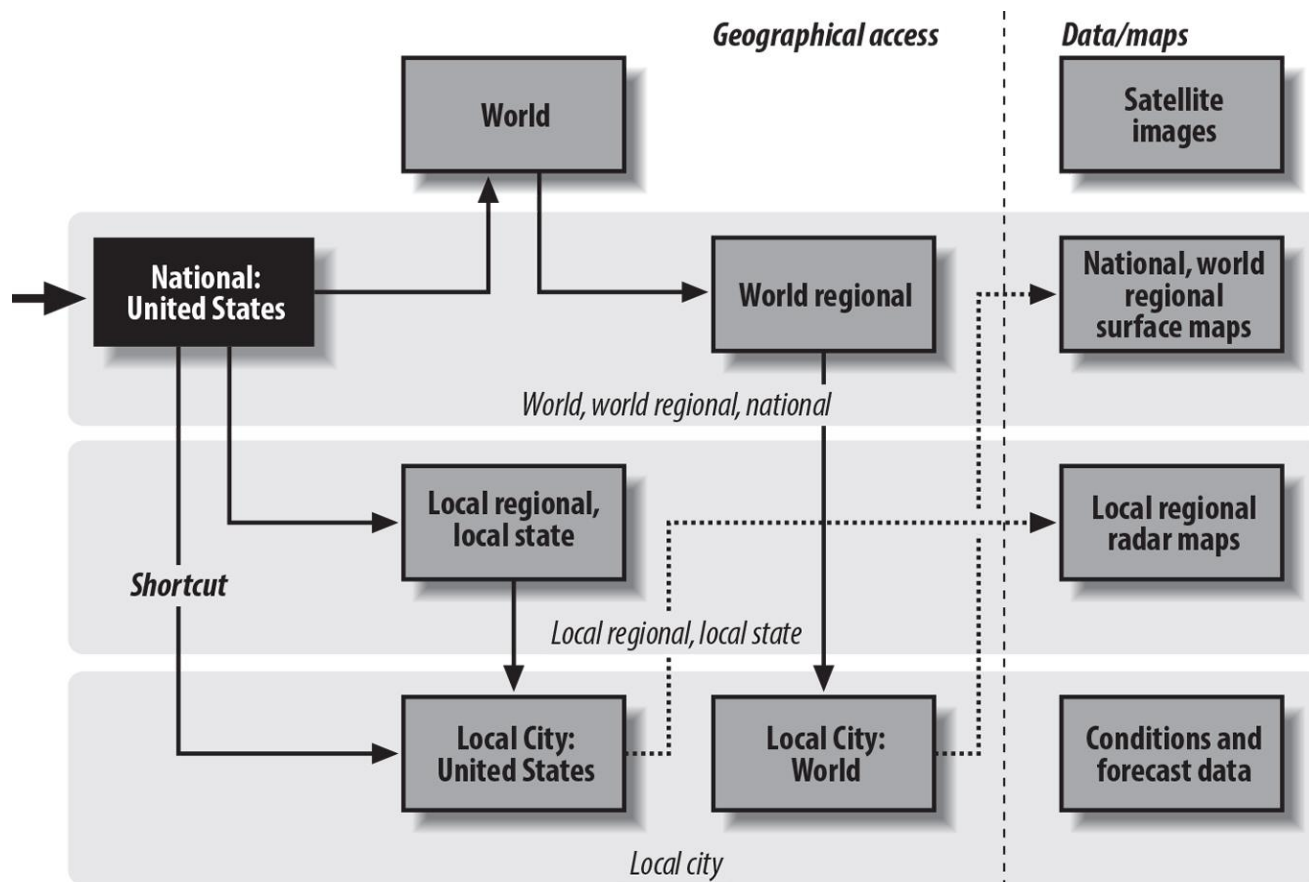 Geographical access
Data/maps
World
Satellite
images
National:
United States
World regional
National, world
regional
surface maps
World, world regional, national
Local regional,
local state
Local regional
radar maps
Shortcut
Local regional, local state
Local City:
United States
Local City:
World
Conditions and
forecast data
Local city